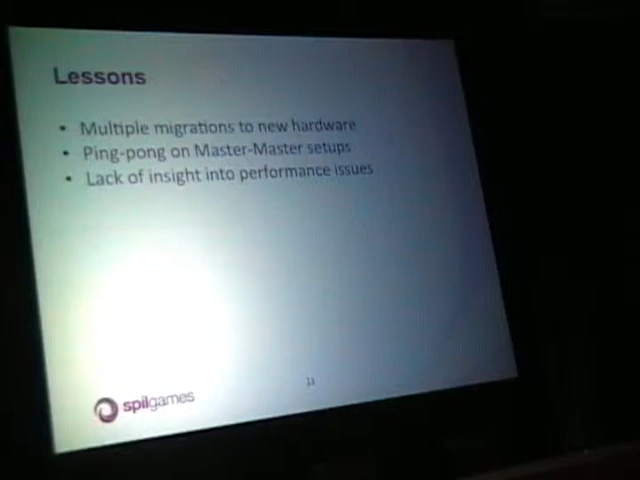 Lessons
• Multiple migrations to new hardware
• Ping-pong on Master-Master setups
• Lack of insight into performance issues
spilgames
11